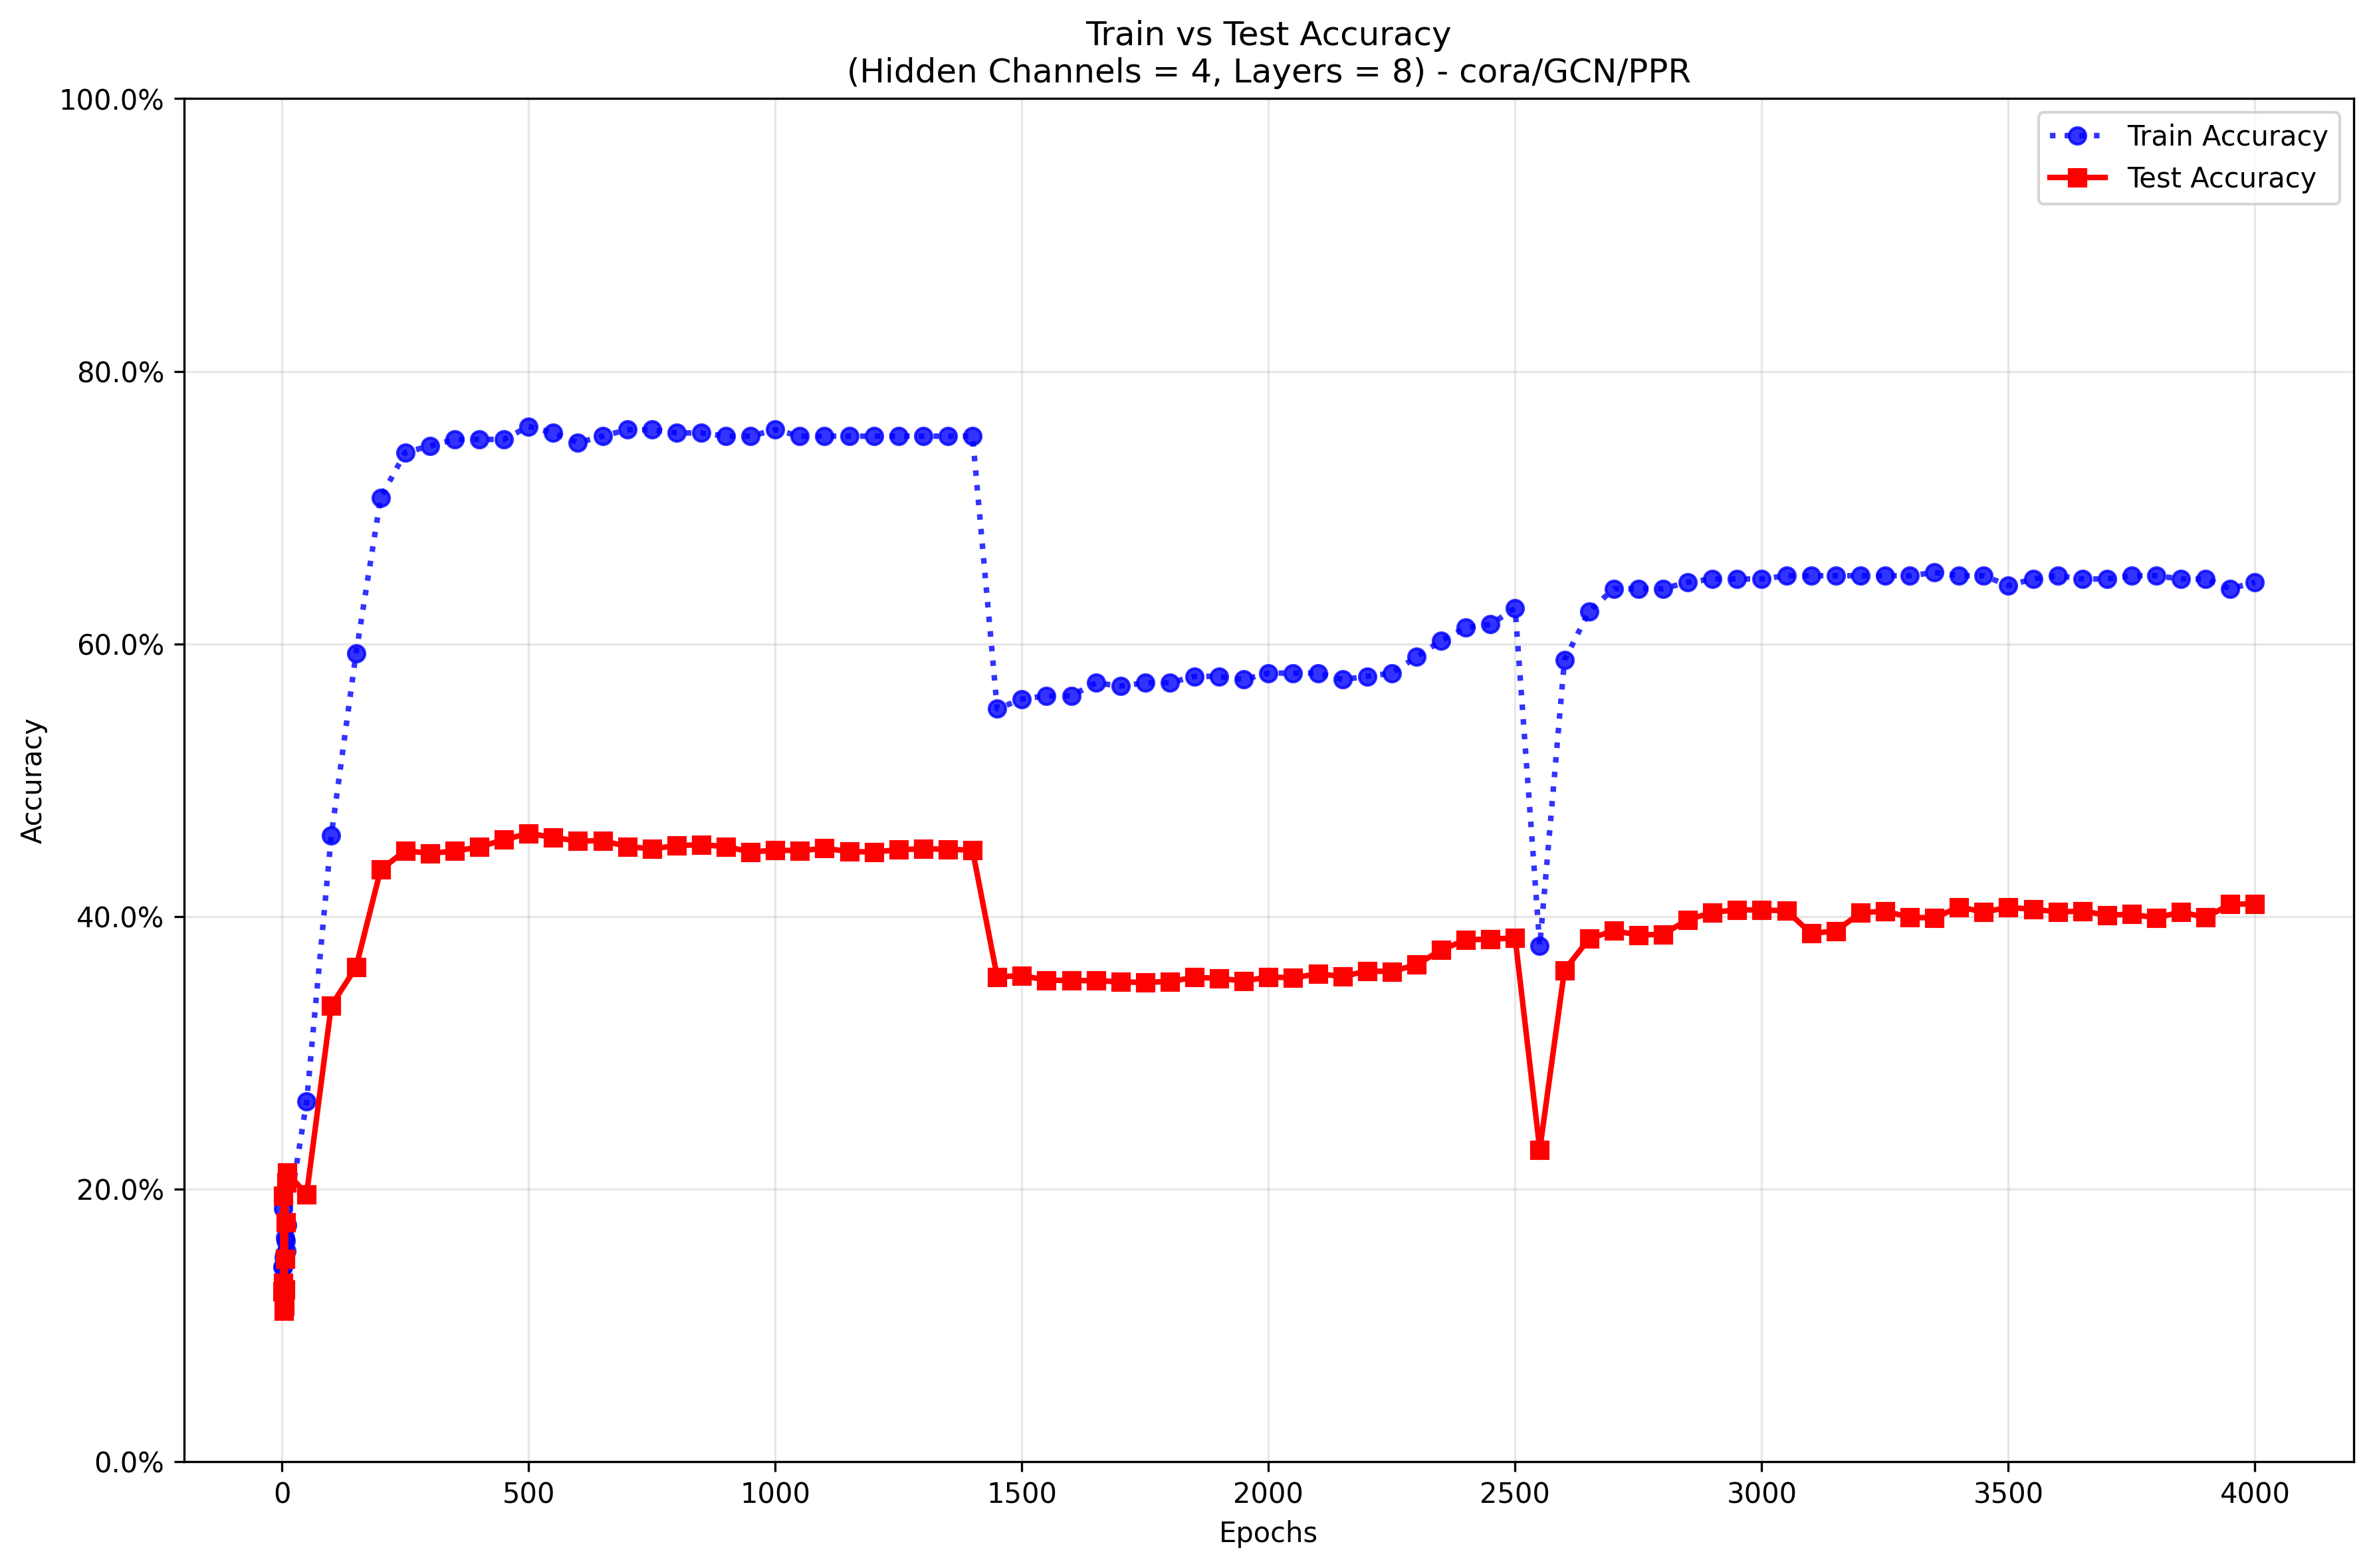 Train vs Test Accuracy
(Hidden Channels = 4, Layers = 8) - cora/GCN/PPR
Train Accuracy
Test Accuracy
Accuracy
100.0%
80.0%
60.0%
40.0%
20.0%
0.0%
0 500 1000 1500 2000 2500 3000 3500 4000
Epochs